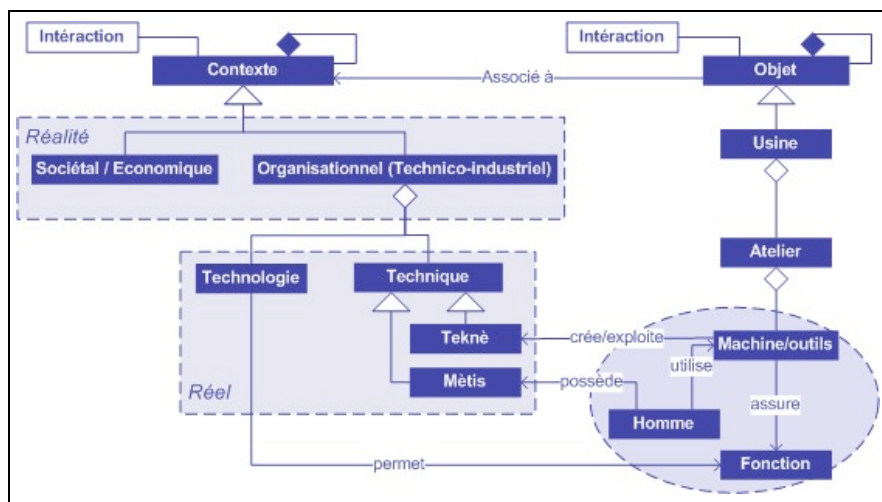 Intéraction
Intéraction
Contexte
Associé à
Objet
Réalité
Sociétal / Economique
Organisationnel (Technico-industriel)
Usine
Atelier
Technologie
Technique
Teknè
crée/exploite
Machine/outils
utilise
Mètis
possède
Réel
Homme
assure
permet
Fonction